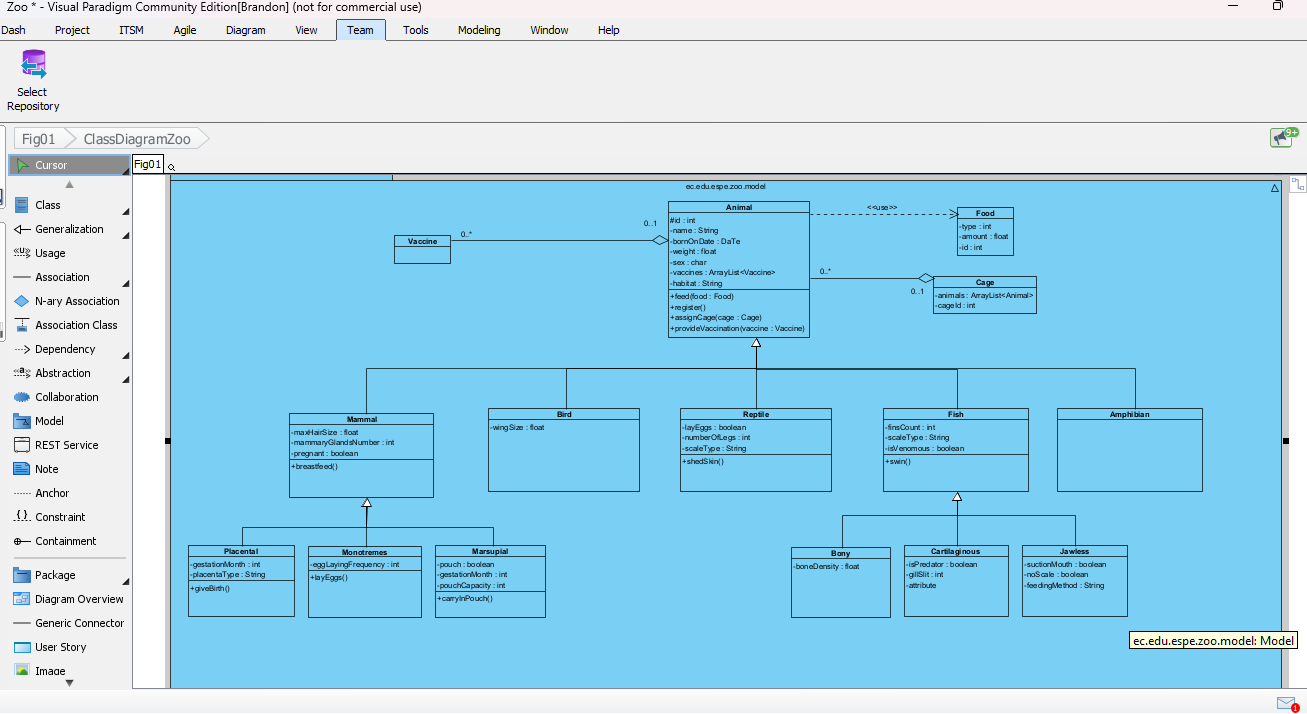 Zoo * - Visual Paradigm Community Edition[Brandon] (not for commercial use)
Dash Project ITSM Agile Diagram View Team Tools Modeling Window Help
Select
Repository
Fig01 ClassDiagramZoo
9+
Cursor
Fig01
Class
Generalization
Usage
Association
N-ary Association
Association Class
Dependency
Abstraction
Collaboration
Model
REST Service
Note
Anchor
Constraint
Containment
Package
Diagram Overview
Generic Connector
User Story
Image
ec.edu.espe.zoo.model
Animal
#id : int
-name : String
-bornOnDate : DaTe
-weight : float
-sex : char
-vaccines : ArrayList<Vaccine>
-habitat : String
+feed(food : Food)
+register()
+assignCage(cage : Cage)
+provideVaccination(vaccine : Vaccine)
<<use>>
Food
-type : int
-amount : float
-id : int
Vaccine
0..*
0..1
0..*
0..1
Cage
-animals : ArrayList<Animal>
-cageId : int
Mammal
-maxHairSize : float
-mammaryGlandsNumber : int
-pregnant : boolean
+breastfeed()
Bird
-wingSize : float
Reptile
-layEggs : boolean
-numberOfLegs : int
-scaleType : String
+shedSkin()
Fish
-finsCount : int
-scaleType : String
-isVenomous : boolean
+swin()
Amphibian
Placental
-gestationMonth : int
-placentaType : String
+giveBirth()
Monotremes
-eggLayingFrequency : int
+layEggs()
Marsupial
-pouch : boolean
-gestationMonth : int
-pouchCapacity : int
+carryInPouch()
Bony
-boneDensity : float
Cartilaginous
-isPredator : boolean
-gillSlit : int
-attribute
Jawless
-suctionMouth : boolean
-noScale : boolean
-feedingMethod : String
ec.edu.espe.zoo.model: Model
1